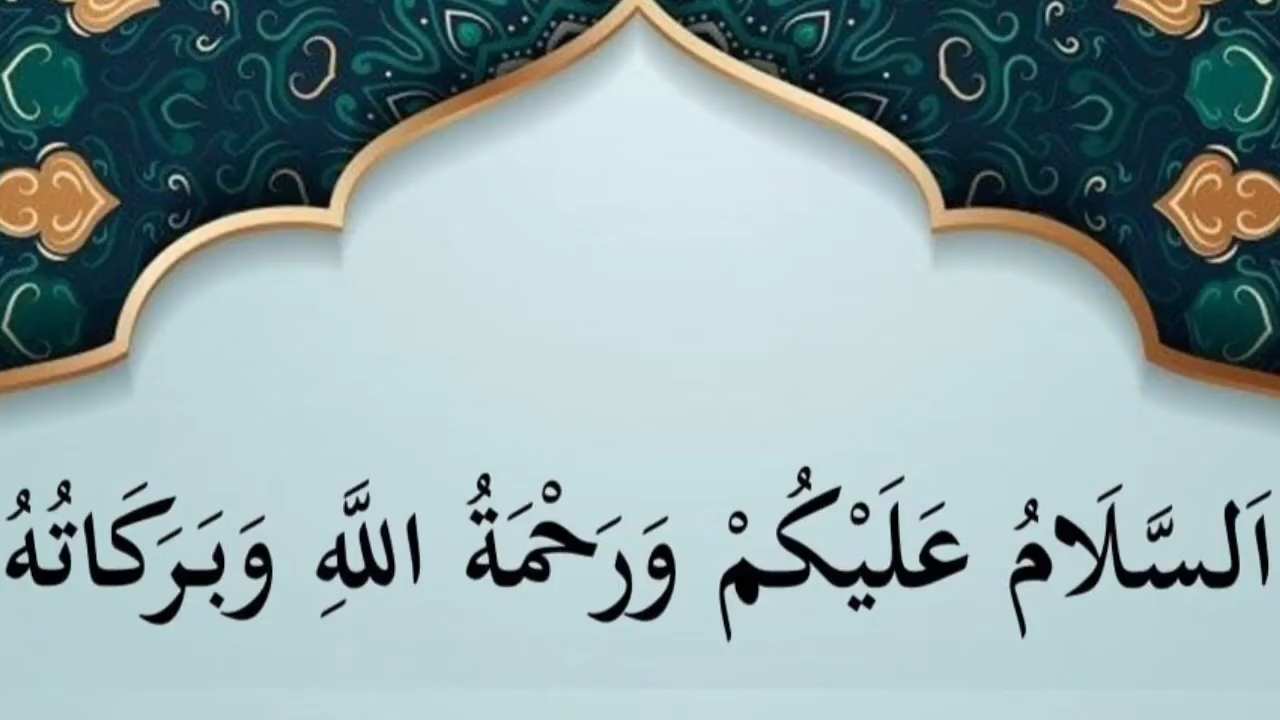 اَلسَّلَامُ عَلَيْكُمْ وَرَحْمَةُ اللَّهِ وَبَرَكَاتُهُ